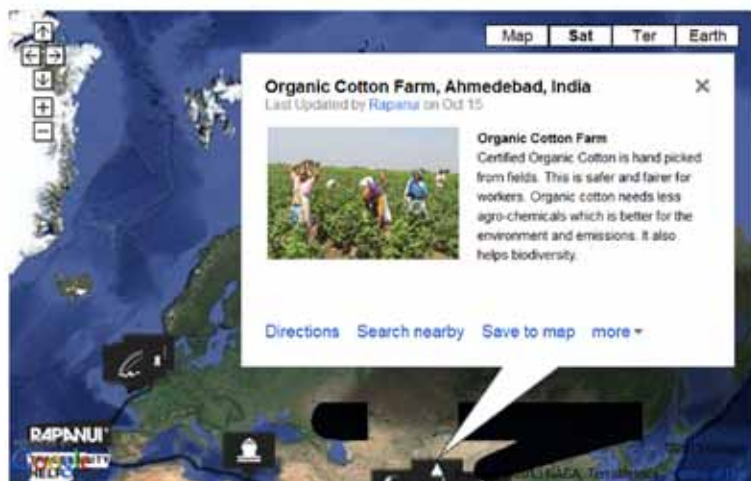 Map Sat Ter Earth
Organic Cotton Farm, Ahmedebad, India
Last Updated by Rapanui on Oct 15
Organic Cotton Farm
Certified Organic Cotton is hand picked
from fields. This is safer and fairer for
workers. Organic cotton needs less
agro-chemicals which is better for the
environment and emissions. It also
helps biodiversity.
Directions Search nearby Save to map more
RAPANUI
HELP